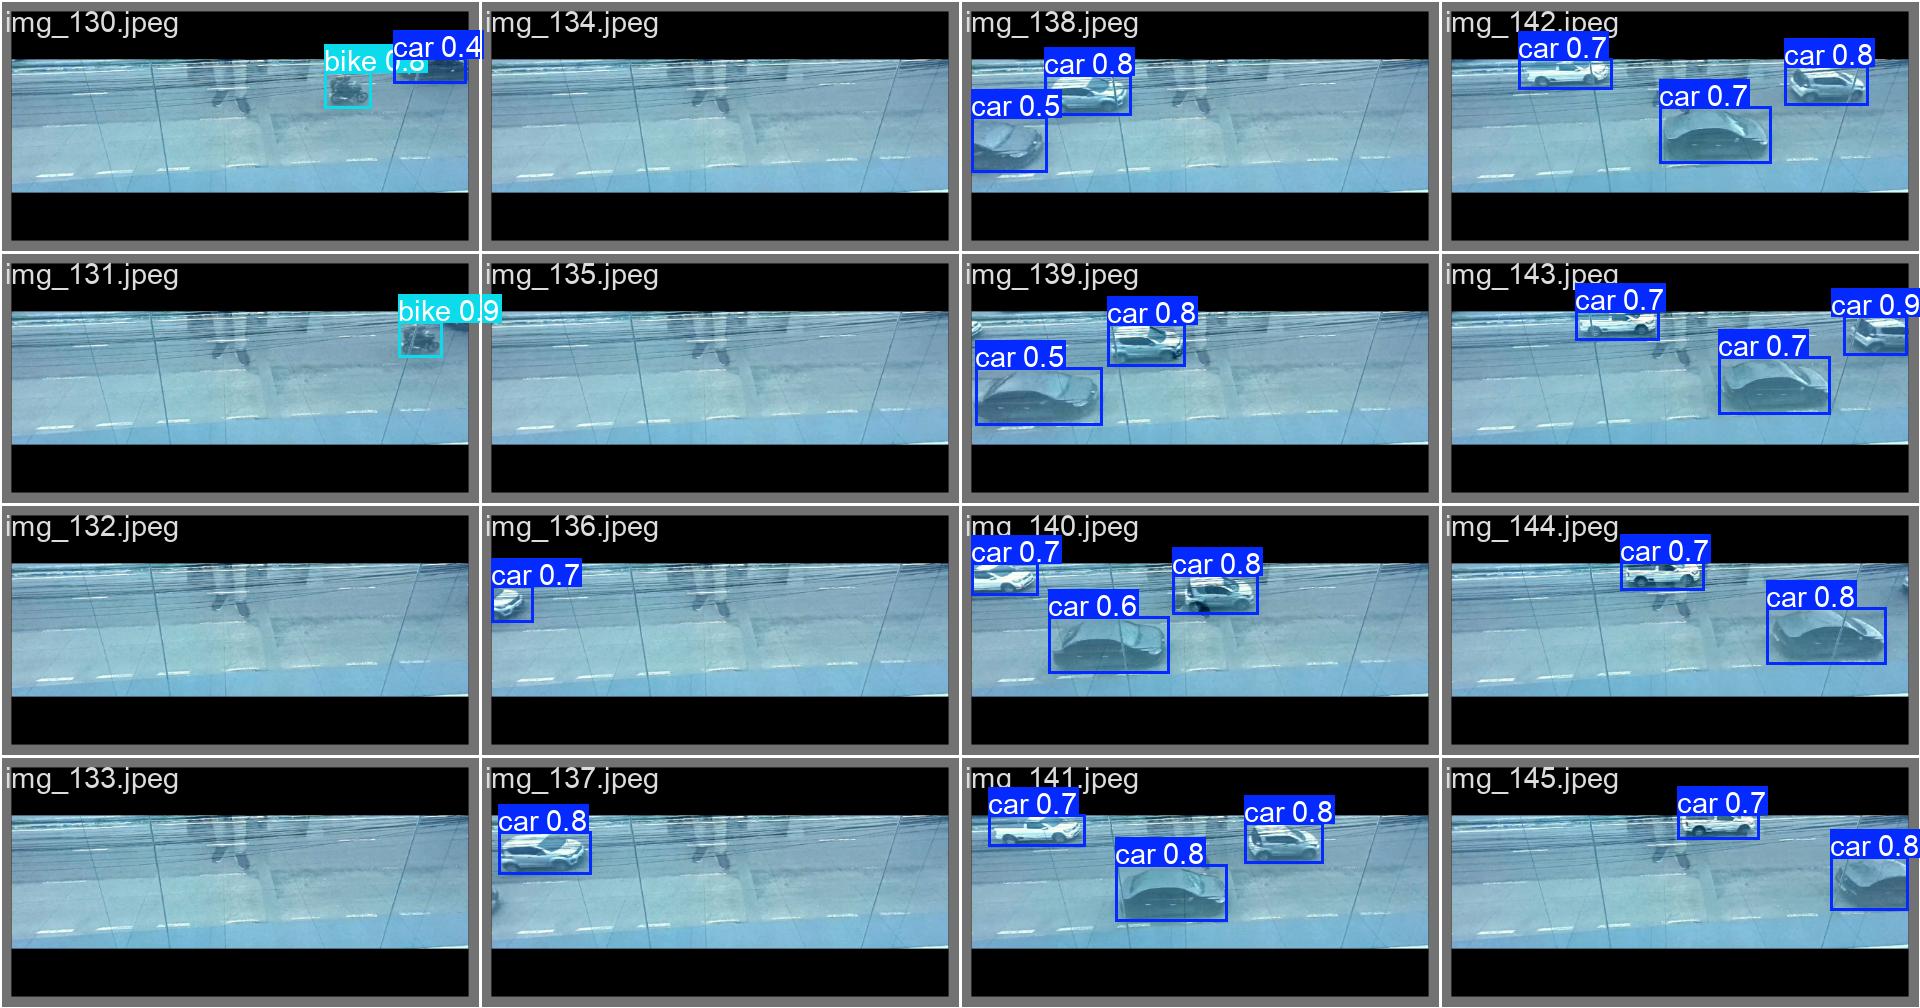 img_130.jpeg
bike 0.8
car 0.4
img_134.jpeg
img_138.jpeg
car 0.8
car 0.5
img_142.jpeg
car 0.7
car 0.8
car 0.7
img_131.jpeg
bike 0.9
img_135.jpeg
img_139.jpeg
car 0.8
car 0.5
img_143.jpeg
car 0.7
car 0.9
car 0.7
img_132.jpeg
img_136.jpeg
car 0.7
img_140.jpeg
car 0.7
car 0.8
car 0.6
img_144.jpeg
car 0.7
car 0.8
img_133.jpeg
img_137.jpeg
car 0.8
img_141.jpeg
car 0.7
car 0.8
car 0.8
img_145.jpeg
car 0.7
car 0.8